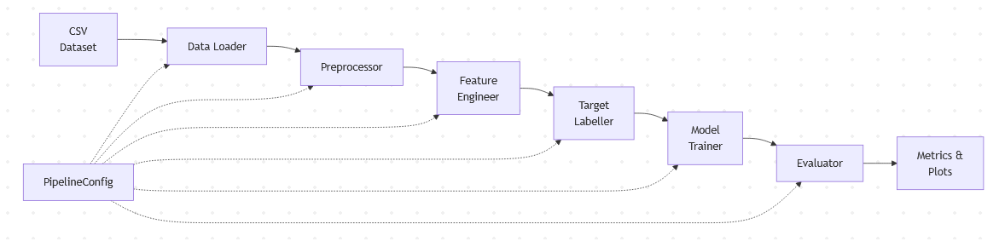 CSV
Dataset
Data Loader
Preprocessor
Feature
Engineer
Target
Labeller
Model
Trainer
Evaluator
Metrics &
Plots
PipelineConfig